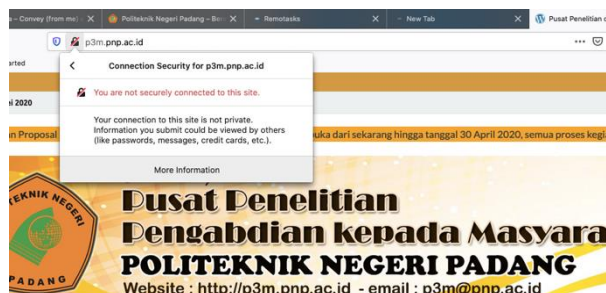 – Convey (from me) -
Politeknik Negeri Padang – Ber
Remotasks
New Tab
Pusat Penelitian d
p3m.pnp.ac.id
arted
Connection Security for p3m.pnp.ac.id
You are not securely connected to this site.
ei 2020
Your connection to this site is not private.
Information you submit could be viewed by others
(like passwords, messages, credit cards, etc.).
an Proposal
uka dari sekarang hingga tanggal 30 April 2020, semua proses kegi
More Information
TEKNIK NEGERI
PADANG
Pusat Penelitian
Pengabdian kepada Masyara
POLITEKNIK NEGERI PADANG
Website : http://p3m.pnp.ac.id - email : p3m@pnp.ac.id